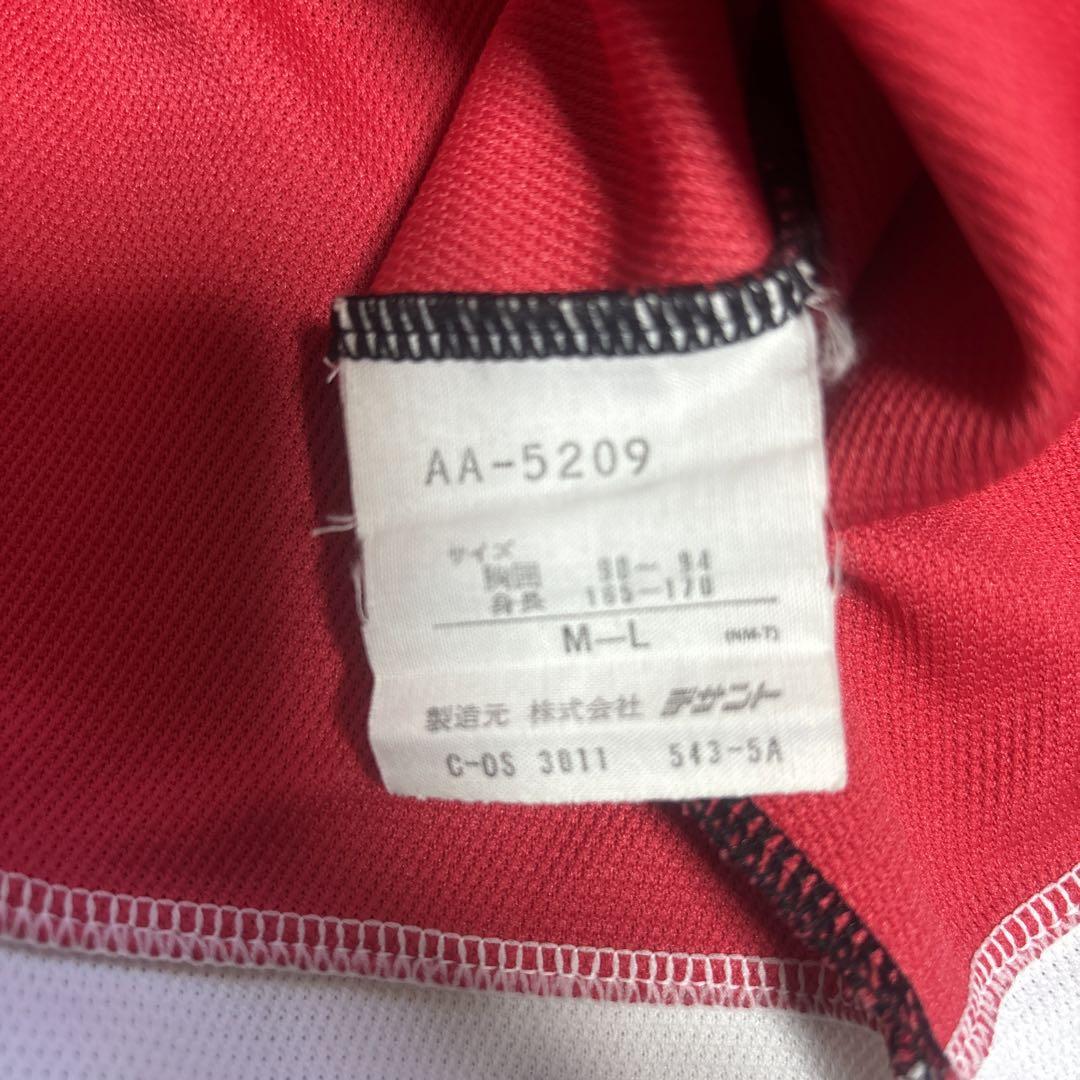 AA-5209
サイズ
胸囲 90-94
身長 165-170
M-L (NM-T)
製造元 株式会社 デサント
C-OS 3811 543-5A